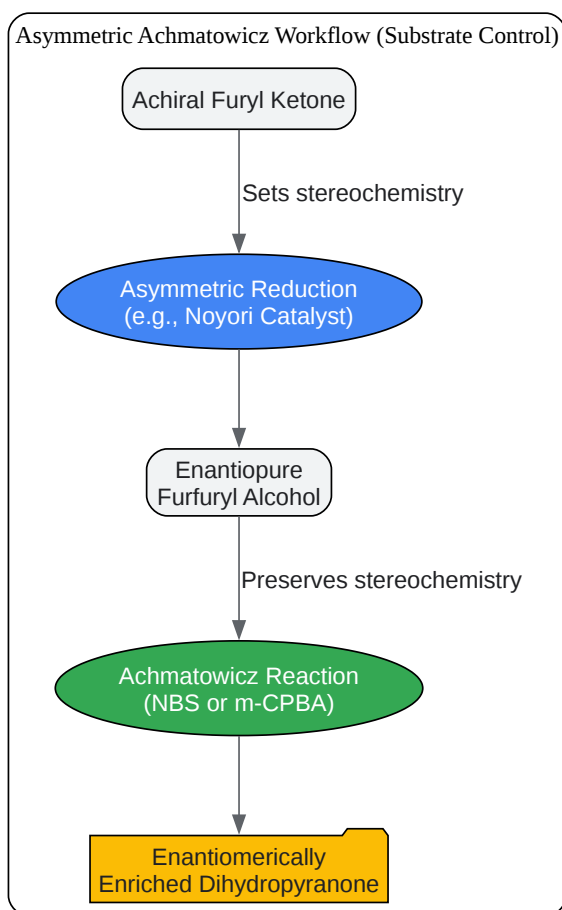 Asymmetric Achmatowicz Workflow (Substrate Control)
Achiral Furyl Ketone
Sets stereochemistry
Asymmetric Reduction
(e.g., Noyori Catalyst)
Enantiopure
Furfuryl Alcohol
Preserves stereochemistry
Achmatowicz Reaction
(NBS or m-CPBA)
Enantiomerically
Enriched Dihydropyranone